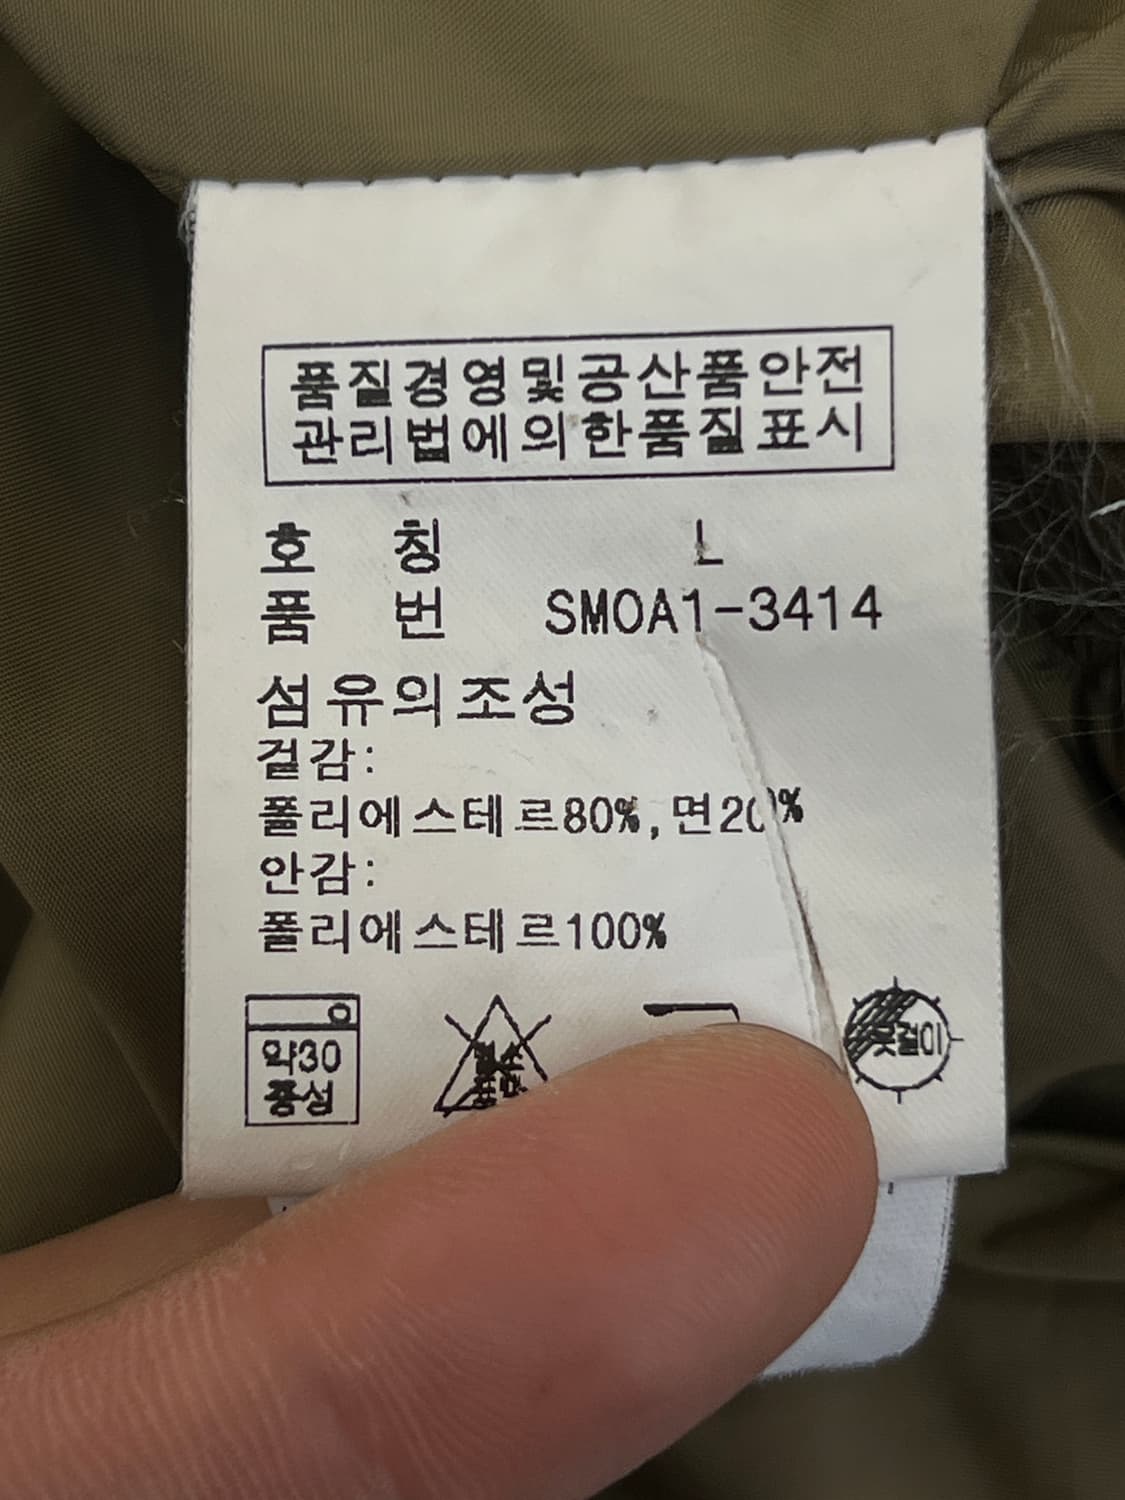 품질경영및공산품안전
관리법에의한품질표시
호 칭 L
품 번 SMOA1-3414
섬유의조성
겉감:
폴리에스테르80%,면20%
안감:
폴리에스테르100%
약30
중성
옷걸이